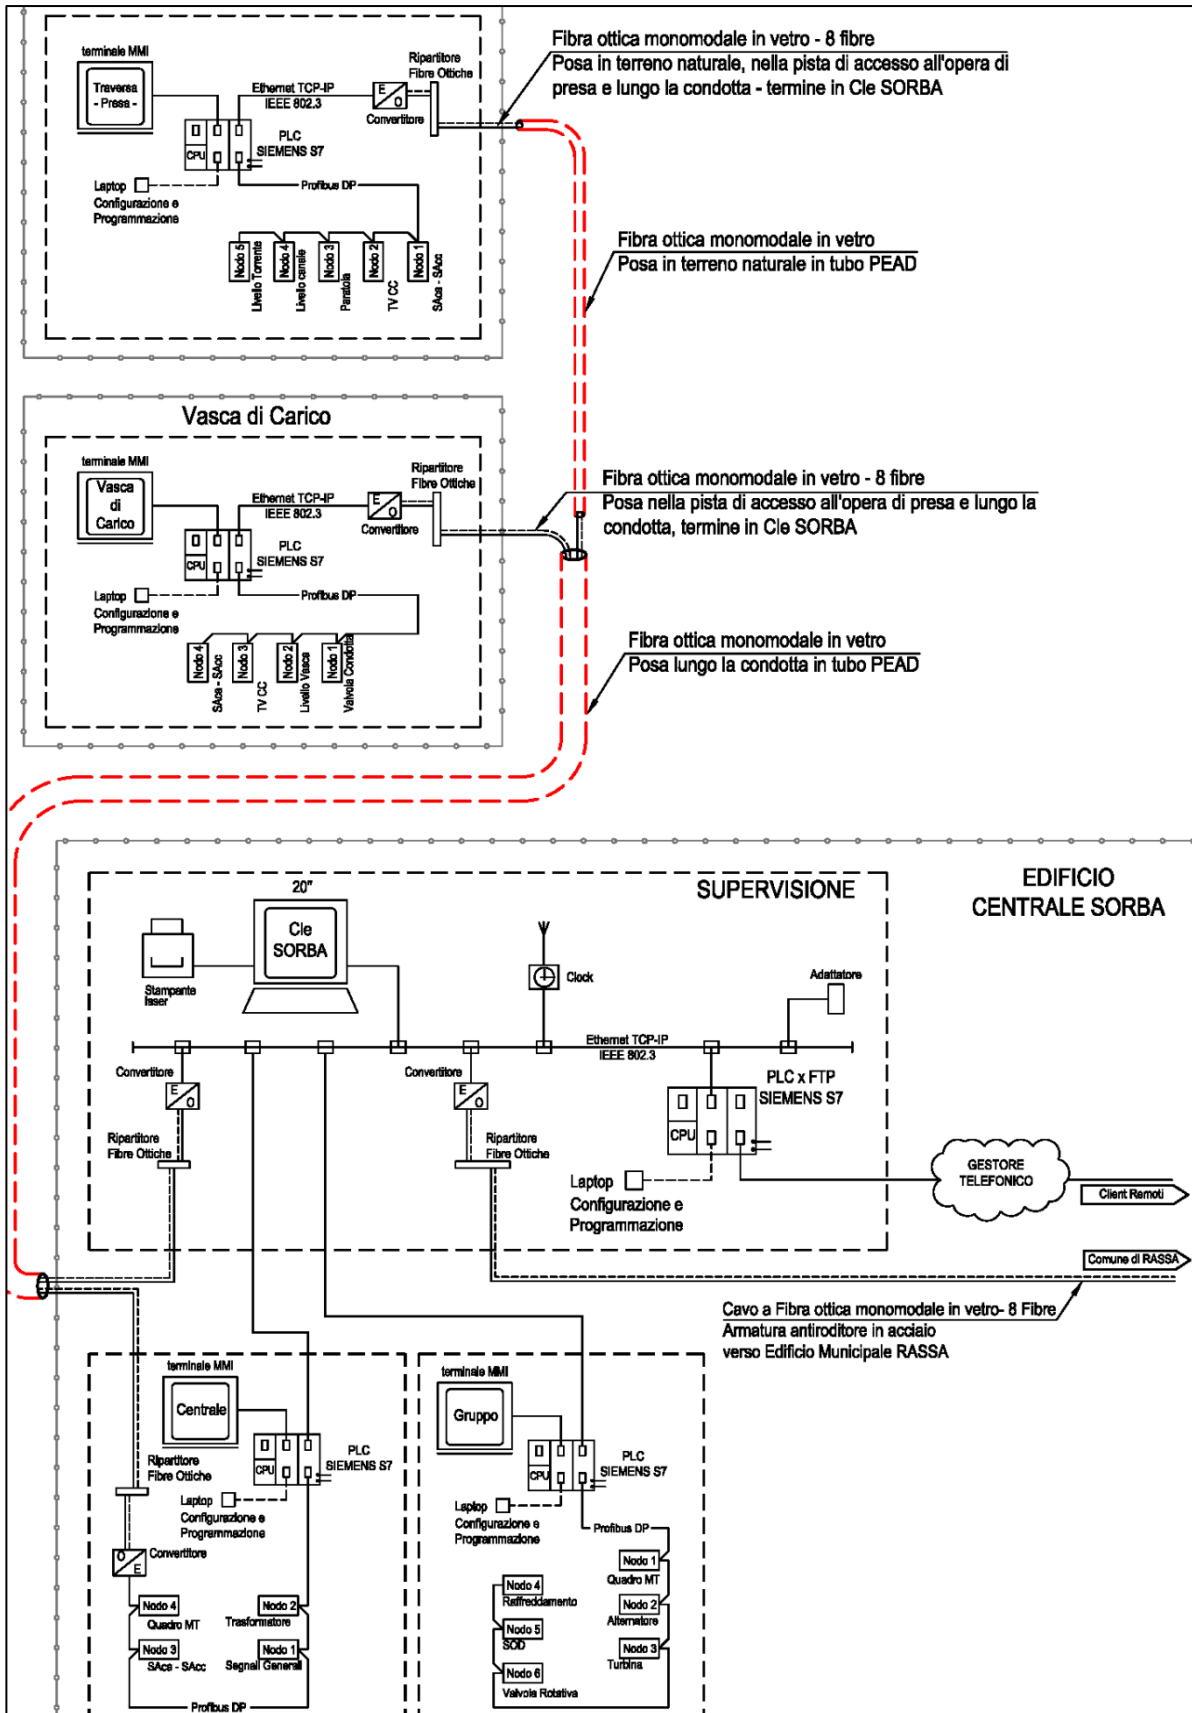 terminale MMI
Traversa
- Presa -
Ethernet TCP-IP
IEEE 802.3
E
O
Convertitore
Ripartitore
Fibre Ottiche
Fibra ottica monomodale in vetro - 8 fibre
Posa in terreno naturale, nella pista di accesso all'opera di
presa e lungo la condotta - termine in Cle SORBA
CPU
PLC
SIEMENS S7
Laptop
Configurazione e
Programmazione
Profibus DP
Nodo 5
Livello Torrente
Nodo 4
Livello canale
Nodo 3
Paratoia
Nodo 2
TV CC
Nodo 1
SAca - SAcc
Fibra ottica monomodale in vetro
Posa in terreno naturale in tubo PEAD
Vasca di Carico
terminale MMI
Vasca
di
Carico
Ethernet TCP-IP
IEEE 802.3
E
O
Convertitore
Ripartitore
Fibre Ottiche
Fibra ottica monomodale in vetro - 8 fibre
Posa nella pista di accesso all'opera di presa e lungo la
condotta, termine in Cle SORBA
CPU
PLC
SIEMENS S7
Laptop
Configurazione e
Programmazione
Profibus DP
Nodo 4
SAca - SAcc
Nodo 3
TV CC
Nodo 2
Livello Vasca
Nodo 1
Valvola Condotta
Fibra ottica monomodale in vetro
Posa lungo la condotta in tubo PEAD
EDIFICIO
CENTRALE SORBA
SUPERVISIONE
20"
Cle
SORBA
Stampante
laser
Clock
Adattatore
Ethernet TCP-IP
IEEE 802.3
Convertitore
E
O
Ripartitore
Fibre Ottiche
Convertitore
E
O
Ripartitore
Fibre Ottiche
PLC x FTP
SIEMENS S7
CPU
Laptop
Configurazione e
Programmazione
GESTORE
TELEFONICO
Client Remoti
Comune di RASSA
Cavo a Fibra ottica monomodale in vetro- 8 Fibre
Armatura antiroditore in acciaio
verso Edificio Municipale RASSA
terminale MMI
Centrale
CPU
PLC
SIEMENS S7
Ripartitore
Fibre Ottiche
Laptop
Configurazione e
Programmazione
O
E
Convertitore
Nodo 4
Quadro MT
Nodo 2
Trasformatore
Nodo 3
SAca - SAcc
Nodo 1
Segnali Generali
Profibus DP
terminale MMI
Gruppo
CPU
PLC
SIEMENS S7
Laptop
Configurazione e
Programmazione
Profibus DP
Nodo 1
Quadro MT
Nodo 4
Raffreddamento
Nodo 2
Alternatore
Nodo 5
SOD
Nodo 3
Turbina
Nodo 6
Valvola Rotativa